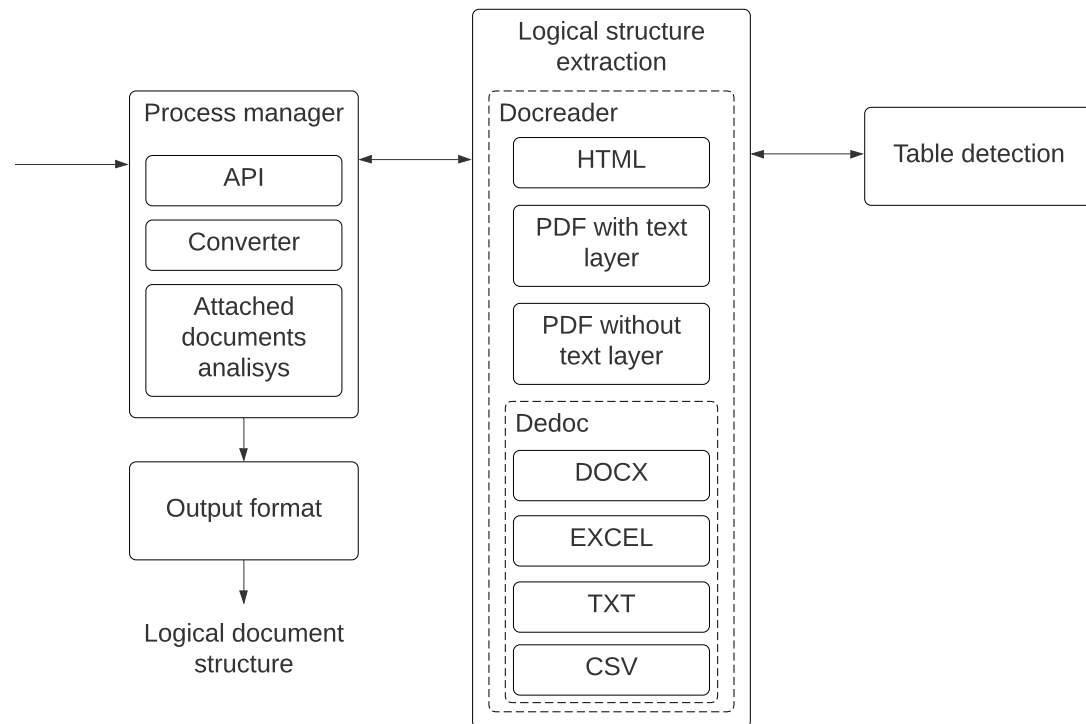 Process manager
API
Converter
Attached
documents
analisys
Output format
Logical document
structure
Logical structure
extraction
Docreader
HTML
PDF with text
layer
PDF without
text layer
Dedoc
DOCX
EXCEL
TXT
CSV
Table detection